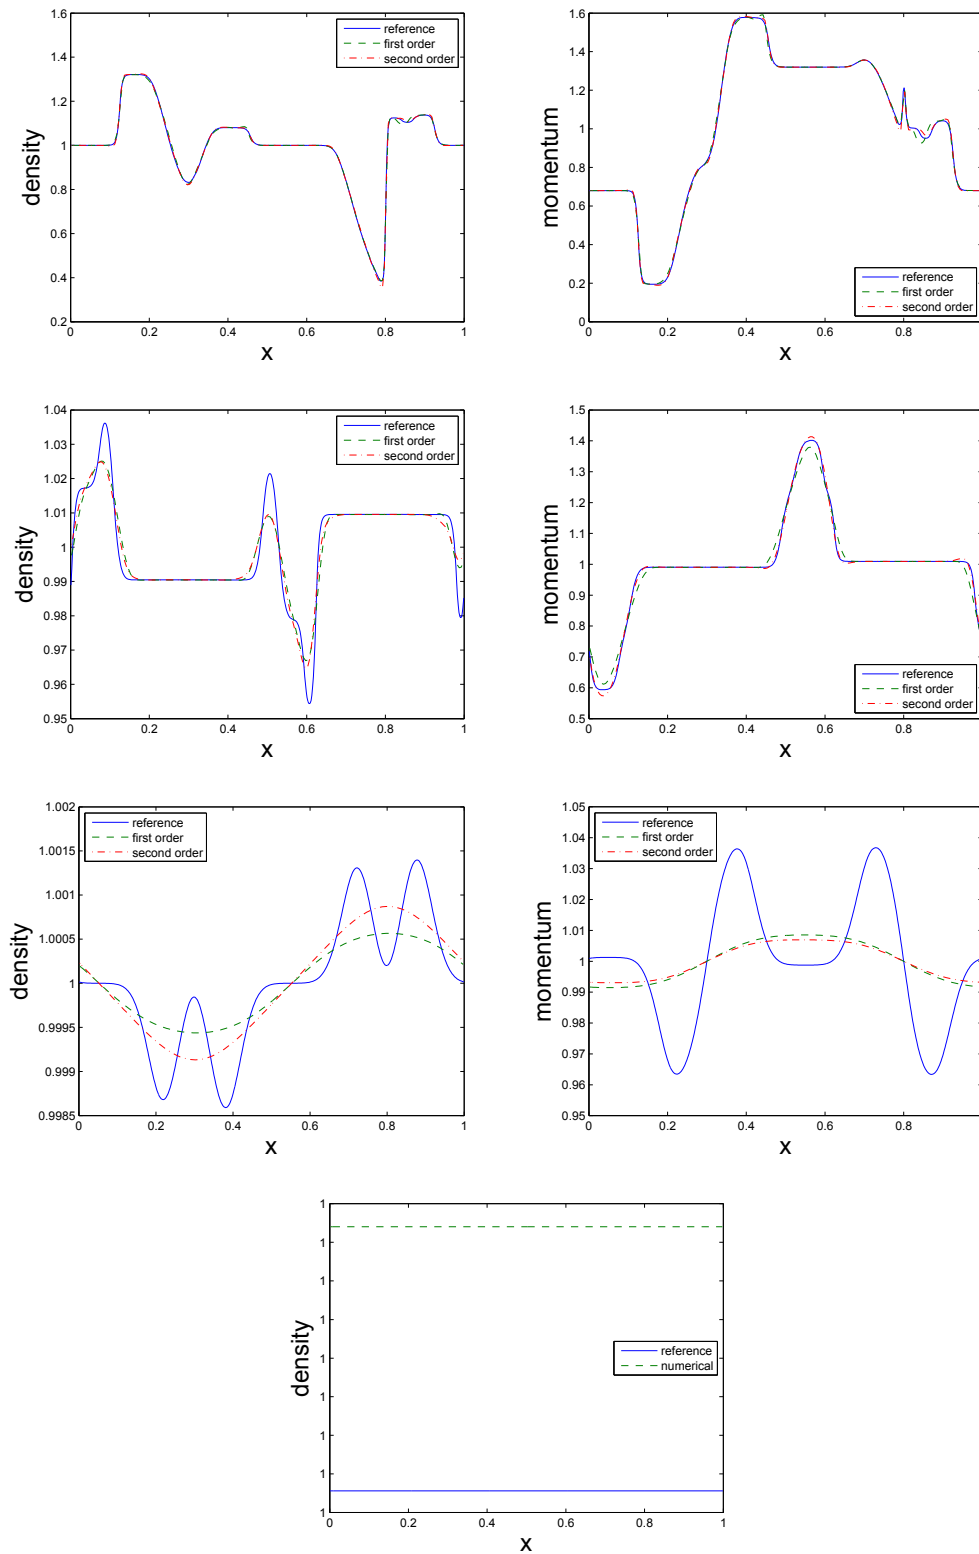 1.6
1.4
1.2
1
0.8
0.6
0.4
0.2
0 0.2 0.4 0.6 0.8 1
density
x
reference
first order
second order
1.6
1.4
1.2
1
0.8
0.6
0.4
0.2
0
0 0.2 0.4 0.6 0.8
momentum
x
reference
first order
second order
1.04
1.03
1.02
1.01
1
0.99
0.98
0.97
0.96
0.95
0 0.2 0.4 0.6 0.8 1
density
x
reference
first order
second order
1.5
1.4
1.3
1.2
1.1
1
0.9
0.8
0.7
0.6
0.5
0 0.2 0.4 0.6 0.8
momentum
x
reference
first order
second order
1.002
1.0015
1.001
1.0005
1
0.9995
0.999
0.9985
0 0.2 0.4 0.6 0.8 1
density
x
reference
first order
second order
1.05
1.04
1.03
1.02
1.01
1
0.99
0.98
0.97
0.96
0.95
0 0.2 0.4 0.6 0.8
momentum
x
reference
first order
second order
1
1
1
1
1
1
1
1
1
0 0.2 0.4 0.6 0.8 1
density
x
reference
numerical